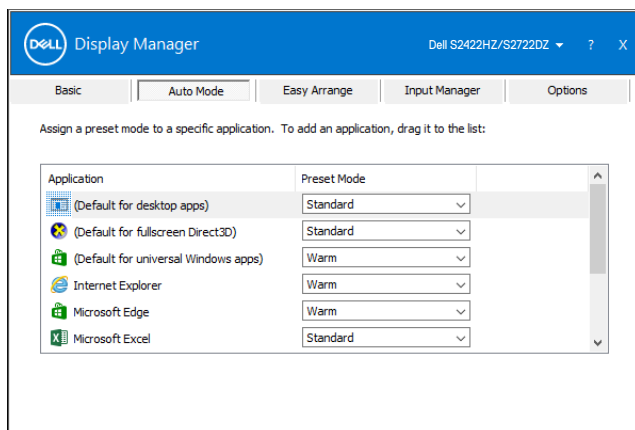 DELL Display Manager Dell S2422HZ/S2722DZ ? X
Basic Auto Mode Easy Arrange Input Manager Options
Assign a preset mode to a specific application. To add an application, drag it to the list:
Application Preset Mode
(Default for desktop apps) Standard
(Default for fullscreen Direct3D) Standard
(Default for universal Windows apps) Warm
Internet Explorer Warm
Microsoft Edge Warm
Microsoft Excel Standard